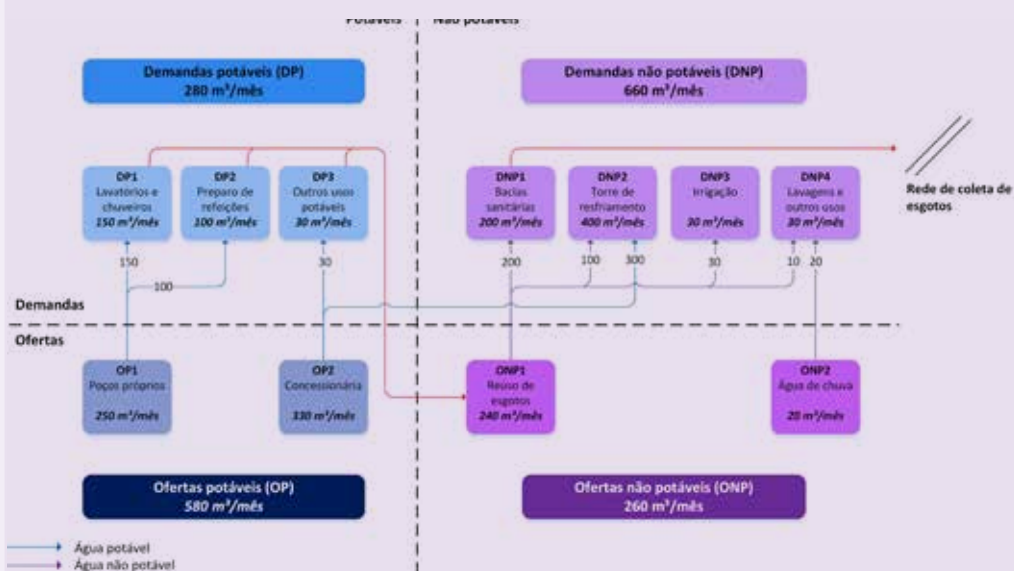 Potáveis
Não potáveis
Demandas potáveis (DP)
280 m³/mês
Demandas não potáveis (DNP)
660 m³/mês
DP1
Lavatórios e
chuveiros
150 m³/mês
DP2
Preparo de
refeições
100 m³/mês
DP3
Outros usos
potáveis
30 m³/mês
DNP1
Bacias
sanitárias
200 m³/mês
DNP2
Torre de
resfriamento
400 m³/mês
DNP3
Irrigação
30 m³/mês
DNP4
Lavagens e
outros usos
30 m³/mês
Rede de coleta de
esgotos
150
100
30
200
100
300
30
10
20
Demandas
Ofertas
OP1
Poços próprios
250 m³/mês
OP2
Concessionária
330 m³/mês
ONP1
Reúso de
esgotos
240 m³/mês
ONP2
Água de chuva
20 m³/mês
Ofertas potáveis (OP)
580 m³/mês
Ofertas não potáveis (ONP)
260 m³/mês
Água potável
Água não potável